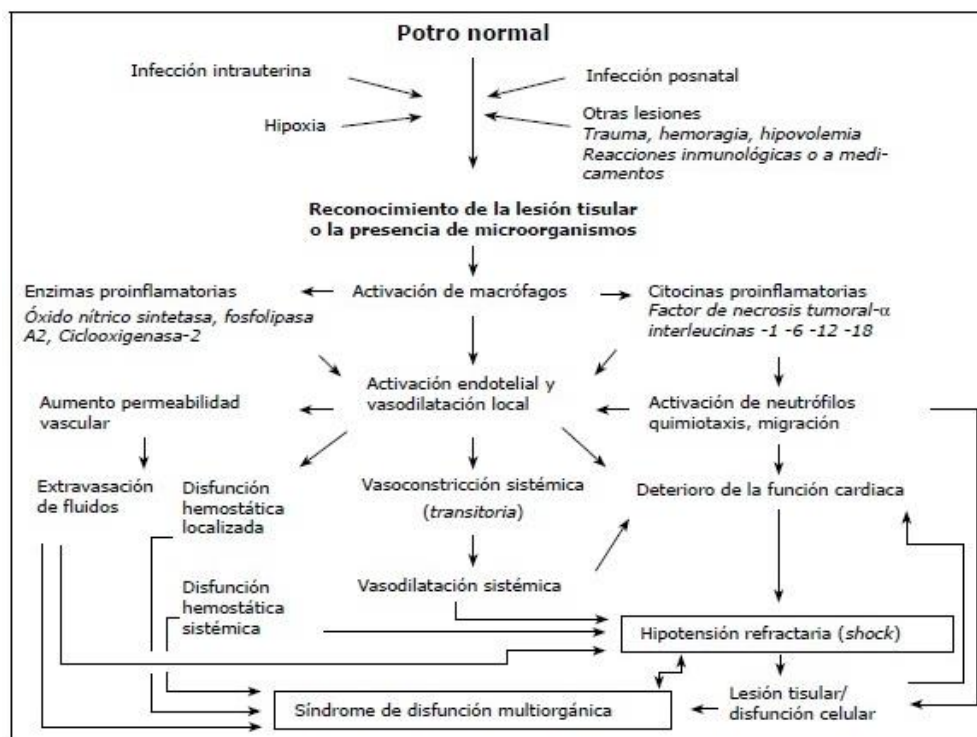 Potro normal
Infección intrauterina
Infección posnatal
Hipoxia
Otras lesiones
Trauma, hemoragia, hipovolemia
Reacciones inmunológicas o a medi-
camentos
Reconocimiento de la lesión tisular
o la presencia de microorganismos
Enzimas proinflamatorias
Óxido nítrico sintetasa, fosfolipasa
A2, Ciclooxigenasa-2
Activación de macrófagos
Citocinas proinflamatorias
Factor de necrosis tumoral-α
interleucinas -1 -6 -12 -18
Aumento permeabilidad
vascular
Activación endotelial y
vasodilatación local
Activación de neutrófilos
quimiotaxis, migración
Extravasación
de fluidos
Disfunción
hemostática
localizada
Vasoconstricción sistémica
(transitoria)
Deterioro de la función cardiaca
Disfunción
hemostática
sistémica
Vasodilatación sistémica
Hipotensión refractaria (shock)
Síndrome de disfunción multiorgánica
Lesión tisular/
disfunción celular